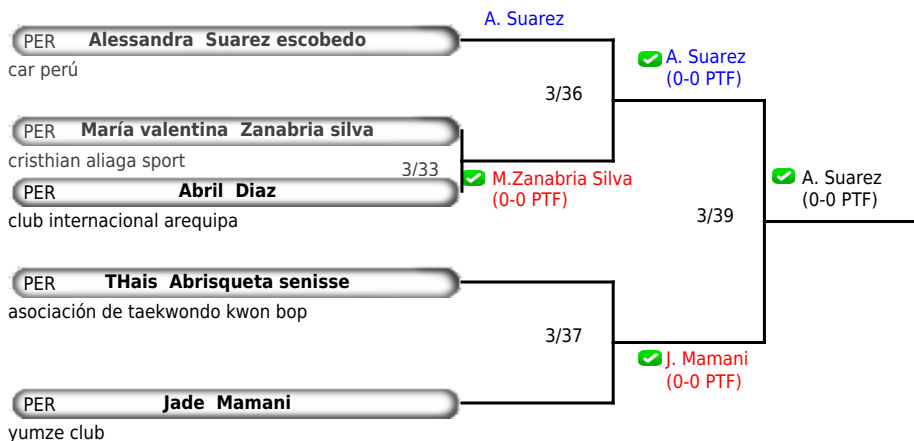 A. Suarez
PER Alessandra Suarez escobedo
car perú
A. Suarez
(0-0 PTF)
3/36
PER María valentina Zanabria silva
cristhian aliaga sport
3/33
M.Zanabria Silva
(0-0 PTF)
PER Abril Diaz
club internacional arequipa
A. Suarez
(0-0 PTF)
3/39
PER THais Abrisqueta senisse
asociación de taekwondo kwon bop
3/37
J. Mamani
(0-0 PTF)
PER Jade Mamani
yumze club